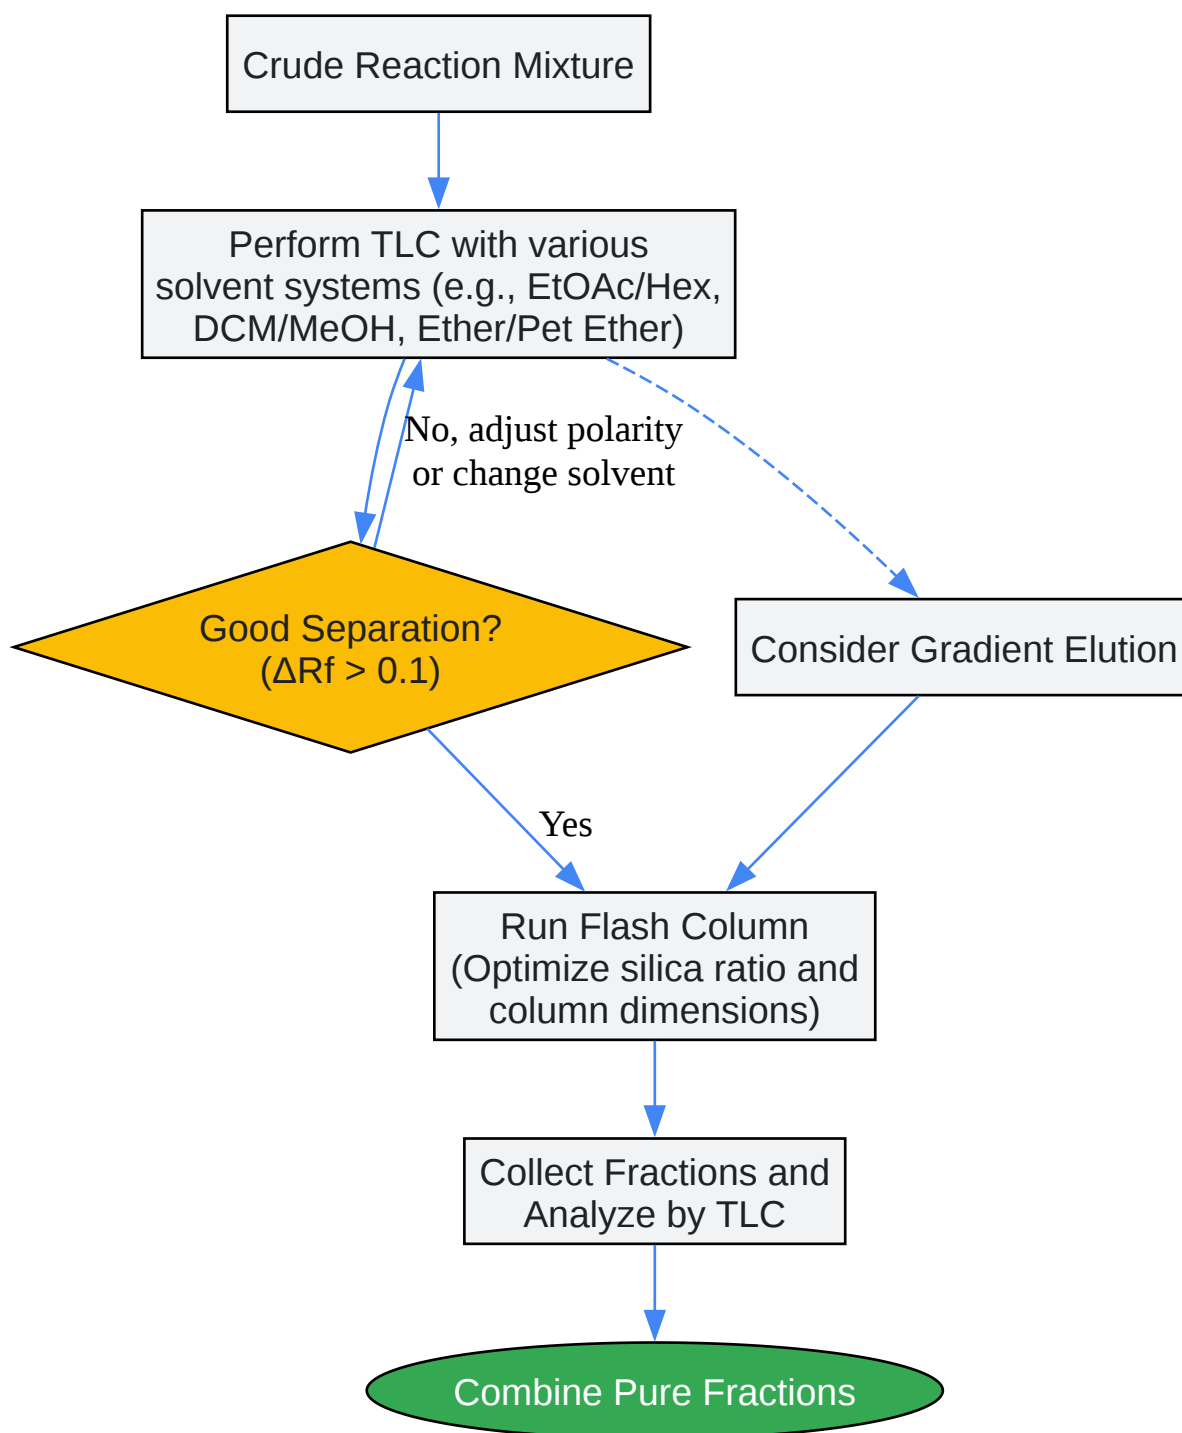 Crude Reaction Mixture
Perform TLC with various
solvent systems (e.g., EtOAc/Hex,
DCM/MeOH, Ether/Pet Ether)
No, adjust polarity
or change solvent
Good Separation?
(ΔRf > 0.1)
Consider Gradient Elution
Yes
Run Flash Column
(Optimize silica ratio and
column dimensions)
Collect Fractions and
Analyze by TLC
Combine Pure Fractions